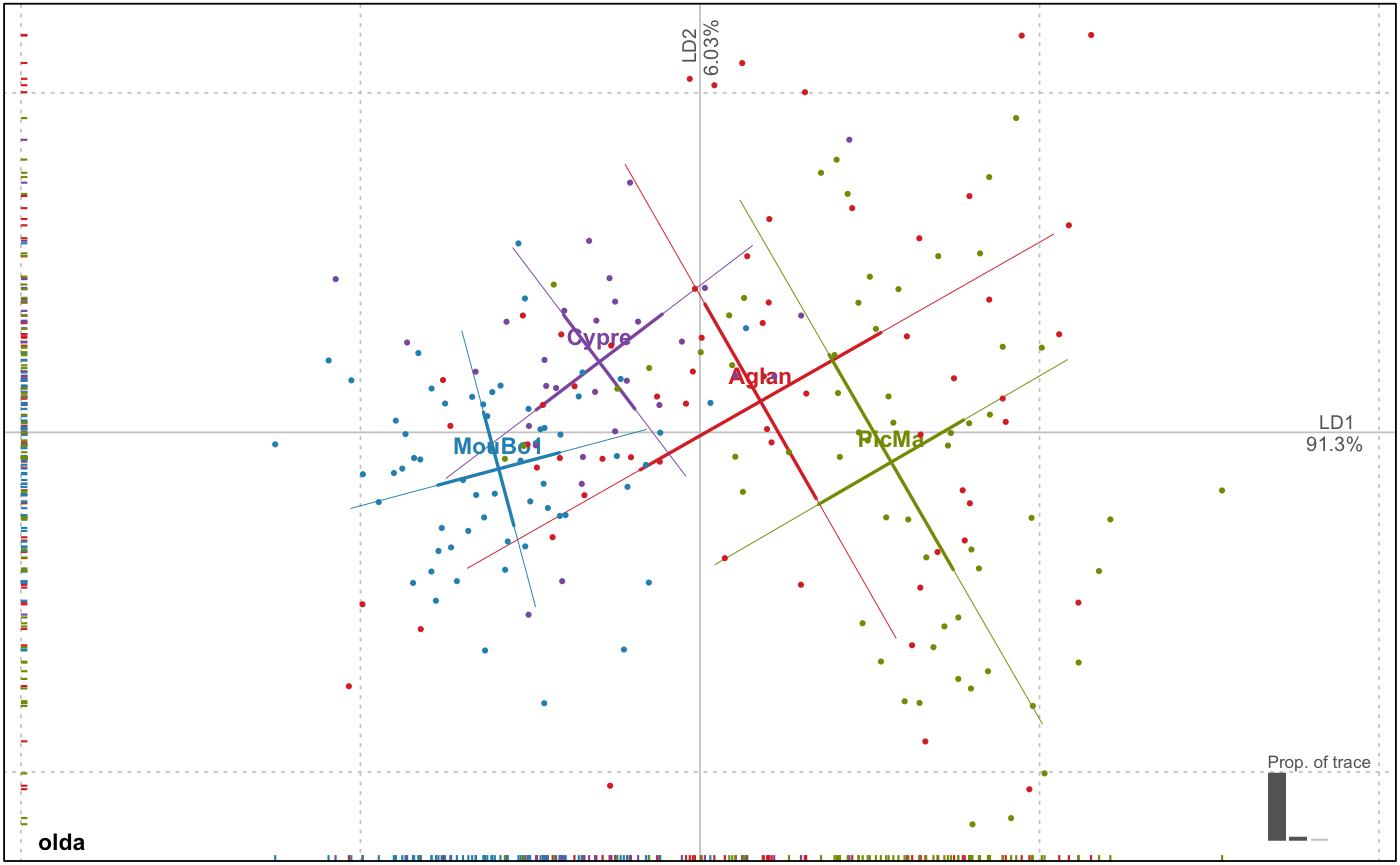 LD2
6.03%
Cypre
Aglan
MouBo1
PicMa
LD1
91.3%
Prop. of trace
olda